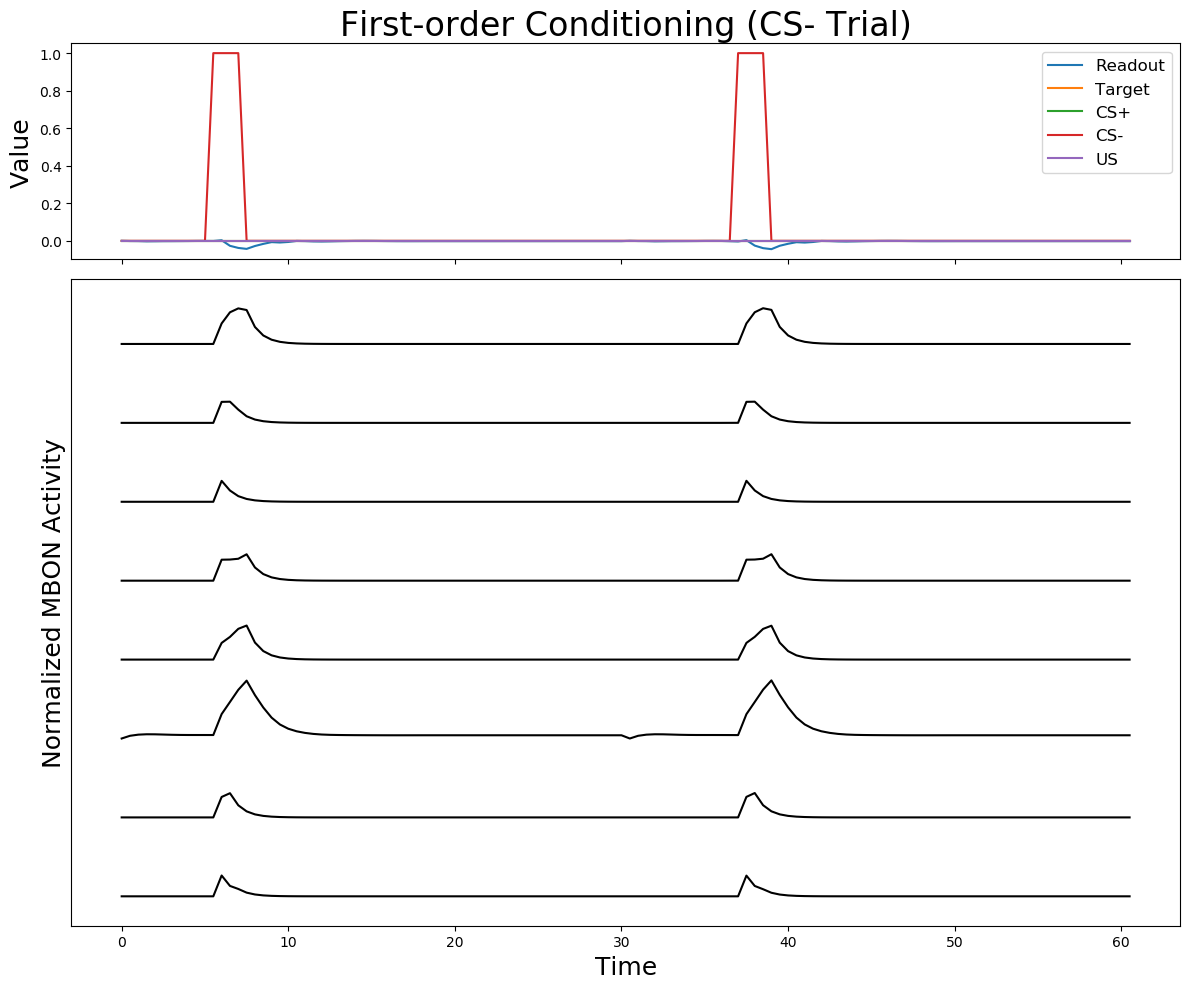 First-order Conditioning (CS- Trial)
Value
1.0
0.8
0.6
0.4
0.2
0.0
Readout
Target
CS+
CS-
US
Normalized MBON Activity
0
10
20
30
40
50
60
Time